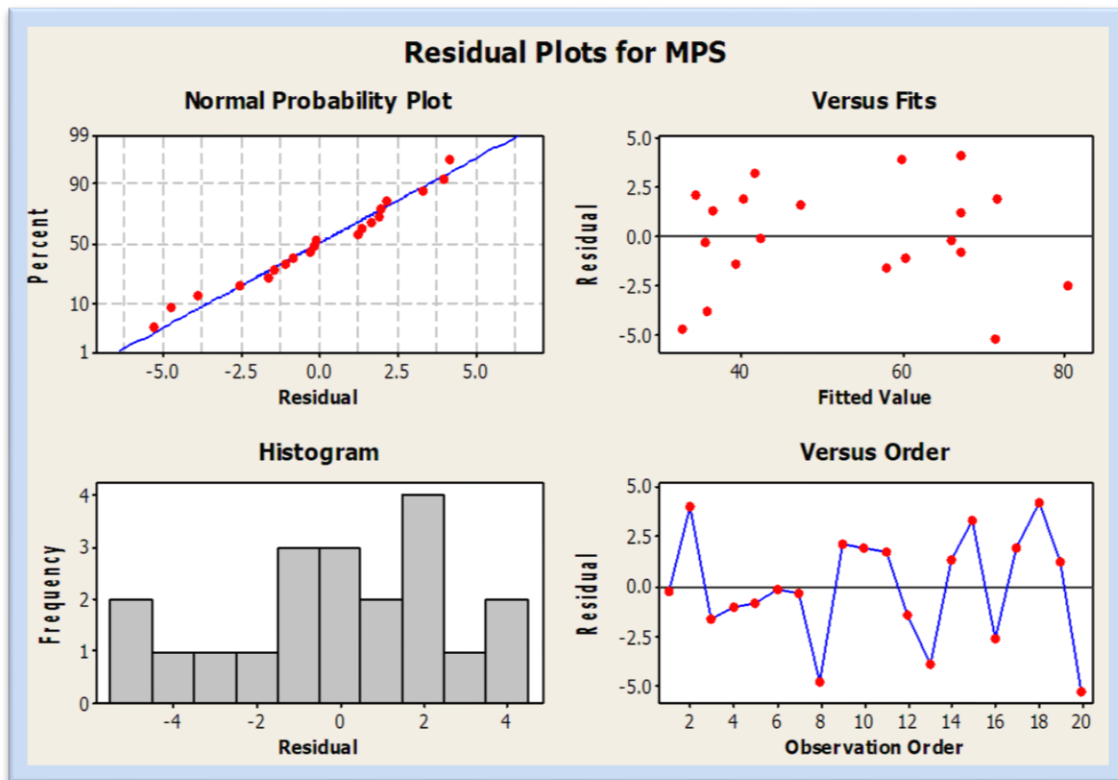 Residual Plots for MPS
Normal Probability Plot
99
90
50
10
1
Percent
-5.0 -2.5 0.0 2.5 5.0
Residual
Versus Fits
5.0
2.5
0.0
-2.5
-5.0
Residual
40 60 80
Fitted Value
Histogram
4
3
2
1
0
Frequency
-4 -2 0 2 4
Residual
Versus Order
5.0
2.5
0.0
-2.5
-5.0
Residual
2 4 6 8 10 12 14 16 18 20
Observation Order